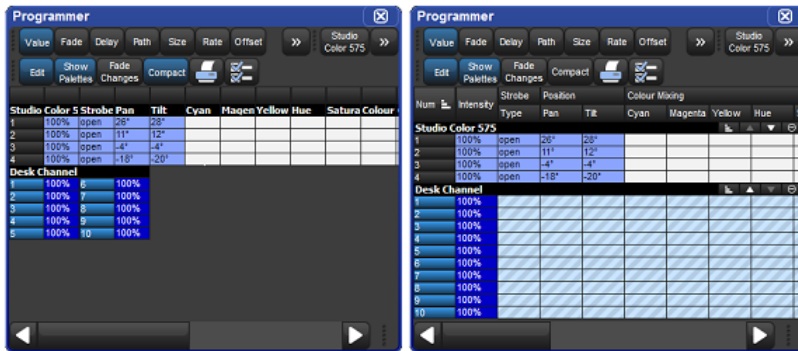 Programmer
Value Fade Delay Path Size Rate Offset » Studio Color 575 »
Edit Show Palettes Fade Changes Compact
Studio Color 5 Strobe Pan Tilt Cyan Magen Yellow Hue Satura Colour
1 100% open 26° 28°
2 100% open 11° 12°
3 100% open -4° -4°
4 100% open -18° -20°
Desk Channel
1 100% 6 100%
2 100% 7 100%
3 100% 8 100%
4 100% 9 100%
5 100% 10 100%
Programmer
Value Fade Delay Path Size Rate Offset » Studio Color 575 »
Edit Show Palettes Fade Changes Compact
Num Intensity Strobe Position Colour Mixing
Type Pan Tilt Cyan Magenta Yellow Hue
Studio Color 575
1 100% open 26° 28°
2 100% open 11° 12°
3 100% open -4° -4°
4 100% open -18° -20°
Desk Channel
1 100%
2 100%
3 100%
4 100%
5 100%
6 100%
7 100%
8 100%
9 100%
10 100%